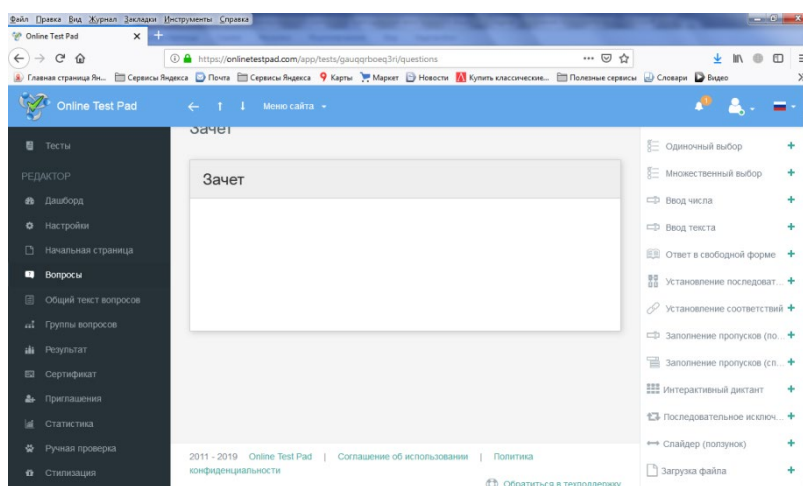 Файл Правка Вид Журнал Закладки Инструменты Справка
Online Test Pad
https://onlinetestpad.com/app/tests/gauqqrboeq3ri/questions
Главная страница Ян... Сервисы Яндекса Почта Сервисы Яндекса Карты Маркет Новости Купить классические... Полезные сервисы Словари Видео
Online Test Pad Меню сайта
Зачет
Тесты
РЕДАКТОР
Дашборд
Настройки
Начальная страница
Вопросы
Общий текст вопросов
Группы вопросов
Результат
Сертификат
Приглашения
Статистика
Ручная проверка
Стилизация
Зачет
2011 - 2019 Online Test Pad | Соглашение об использовании | Политика
конфиденциальности
Обратиться в техподдержку
Одиночный выбор
Множественный выбор
Ввод числа
Ввод текста
Ответ в свободной форме
Установление последоват...
Установление соответствий
Заполнение пропусков (по...
Заполнение пропусков (сп...
Интерактивный диктант
Последовательное исключ...
Слайдер (ползунок)
Загрузка файла